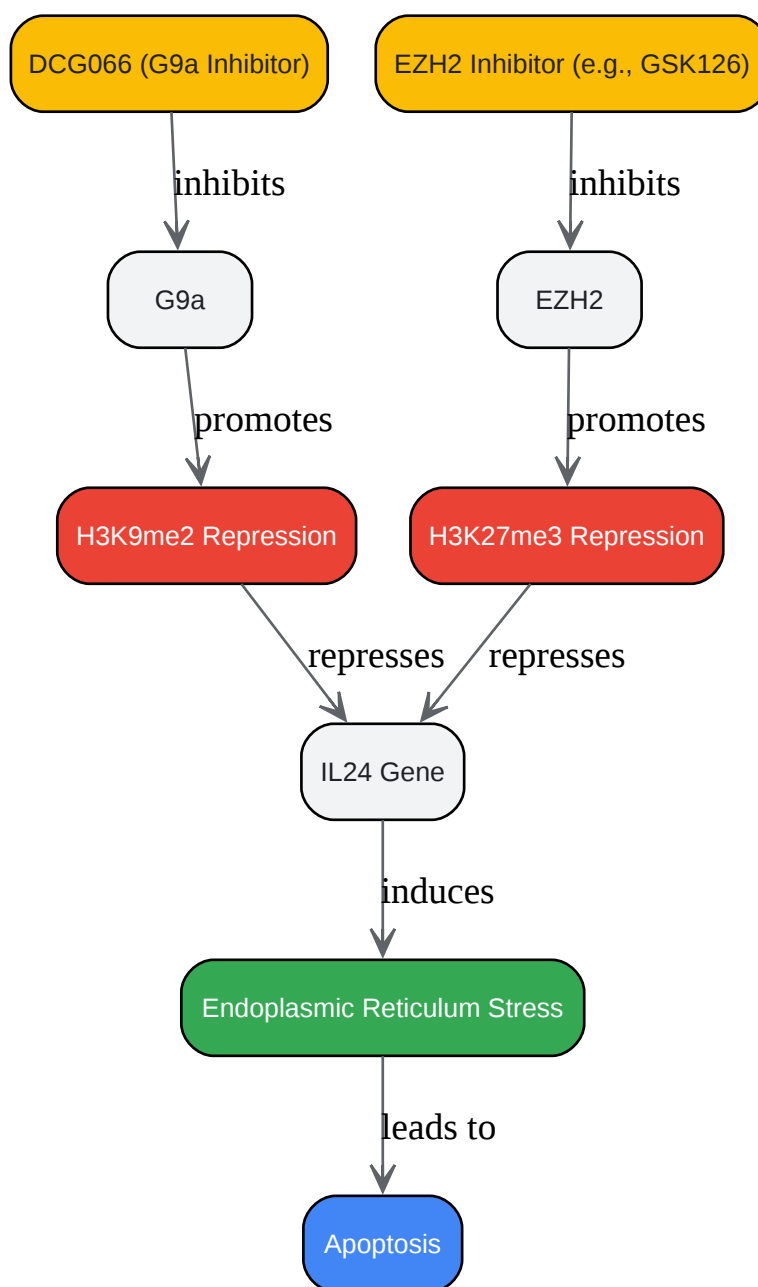 DCG066 (G9a Inhibitor)
EZH2 Inhibitor (e.g., GSK126)
inhibits
inhibits
G9a
EZH2
promotes
promotes
H3K9me2 Repression
H3K27me3 Repression
represses
represses
IL24 Gene
induces
Endoplasmic Reticulum Stress
leads to
Apoptosis